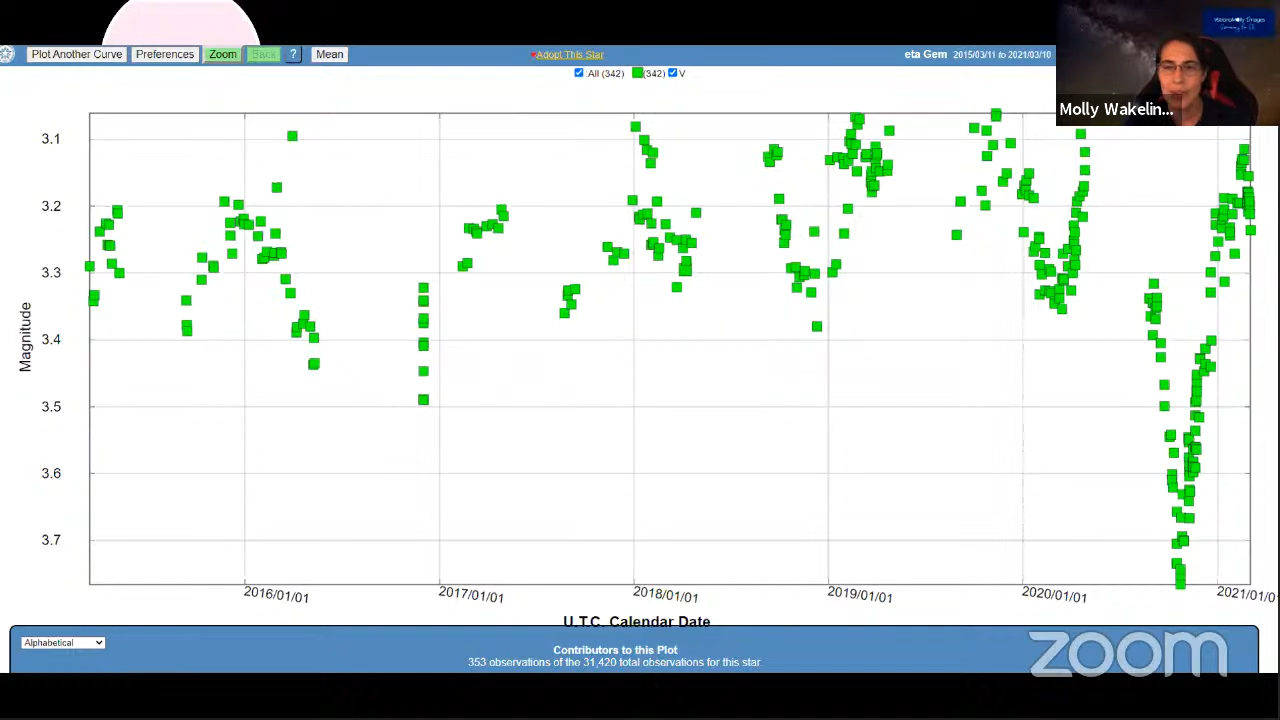 Plot Another Curve Preferences Zoom Back ? Mean
Adopt This Star
eta Gem 2015/03/11 to 2021/03/10
All (342) (342) V
Molly Wakelin...
3.1
3.2
3.3
3.4
3.5
3.6
3.7
Magnitude
2016/01/01 2017/01/01 2018/01/01 2019/01/01 2020/01/01 2021/01/0
U.T.C. Calendar Date
Alphabetical
Contributors to this Plot
353 observations of the 31,420 total observations for this star.
zoom